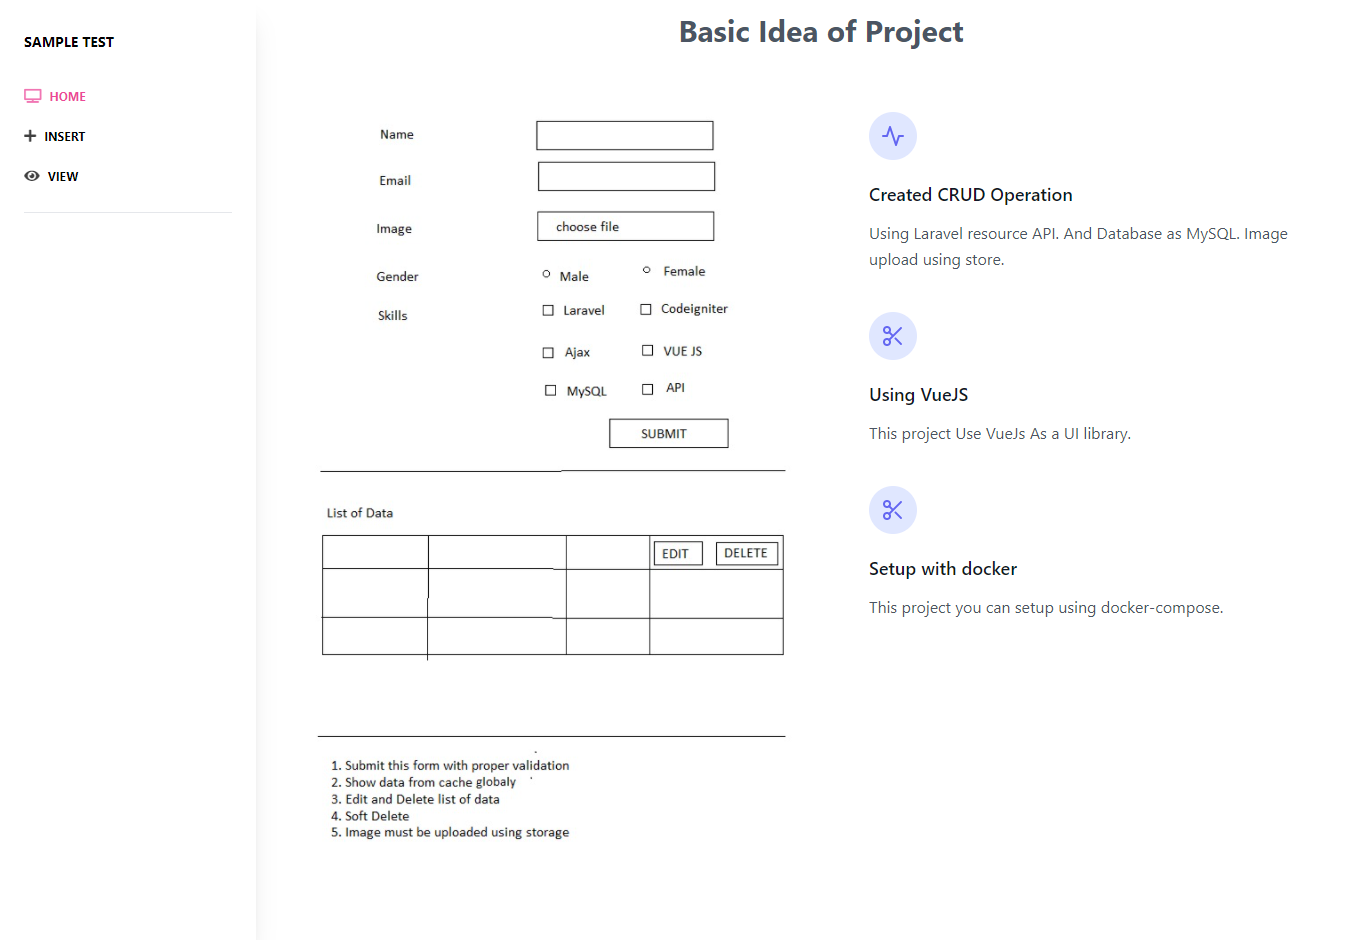 SAMPLE TEST
HOME
INSERT
VIEW
Basic Idea of Project
Name
Email
Image
choose file
Gender
Male
Female
Skills
Laravel
Codeigniter
Ajax
VUE JS
MySQL
API
SUBMIT
List of Data
EDIT
DELETE
1. Submit this form with proper validation
2. Show data from cache globaly
3. Edit and Delete list of data
4. Soft Delete
5. Image must be uploaded using storage
Created CRUD Operation
Using Laravel resource API. And Database as MySQL. Image
upload using store.
Using VueJS
This project Use VueJs As a UI library.
Setup with docker
This project you can setup using docker-compose.